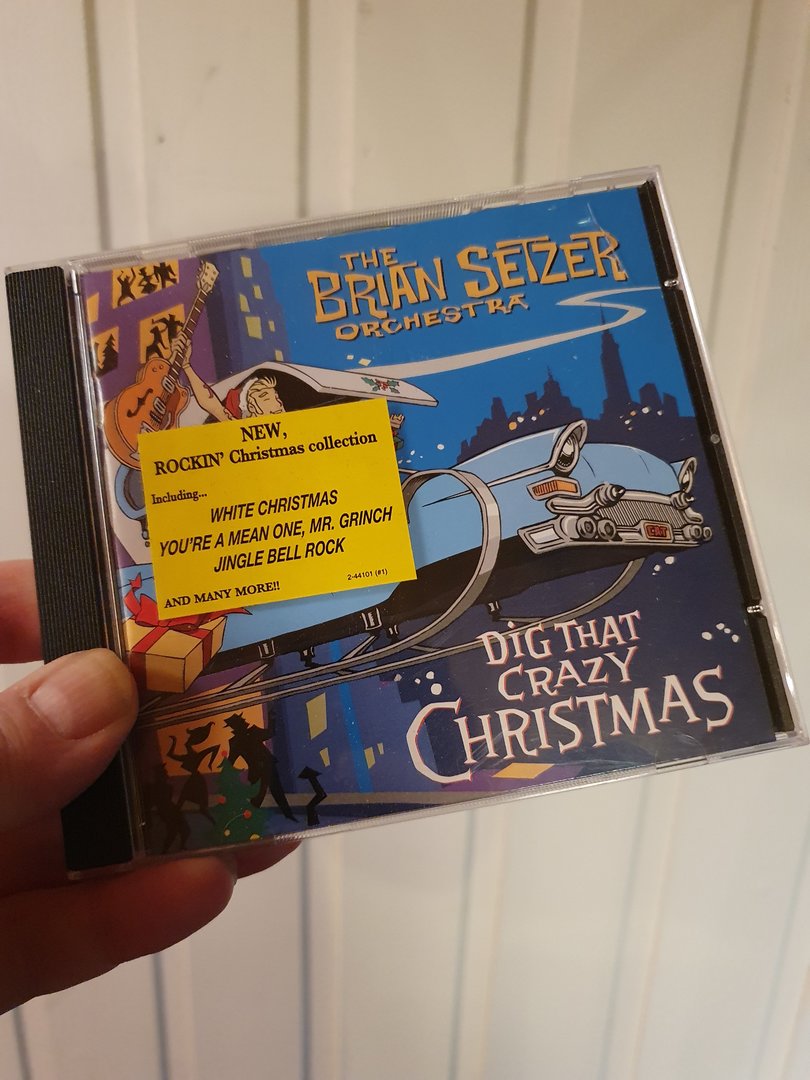 THE
BRIAN SETZER
ORCHESTRA
NEW,
ROCKIN' Christmas collection
Including...
WHITE CHRISTMAS
YOU'RE A MEAN ONE, MR. GRINCH
JINGLE BELL ROCK
2-44101 (#1)
AND MANY MORE!!
CAT
DIG THAT
CRAZY
CHRISTMAS